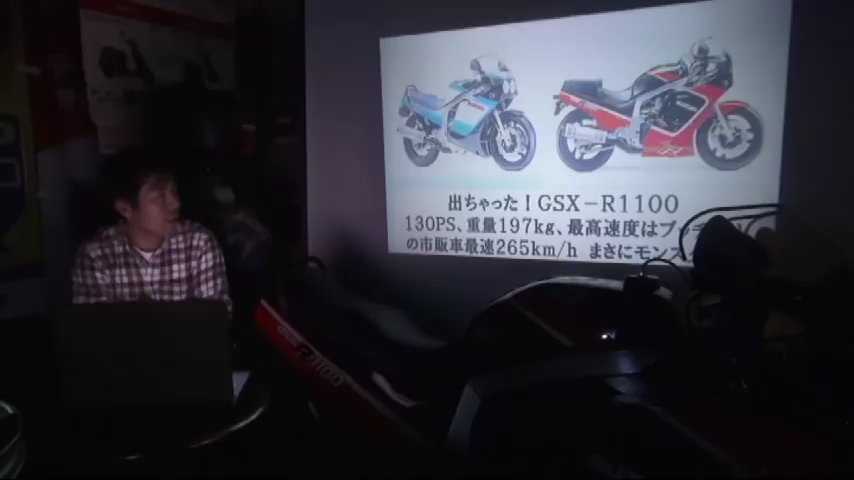 出ちゃった！GSX－R1100
130PS、重量197kg、最高速度はブッ
の市販車最速265km/h まさにモンス
R1100